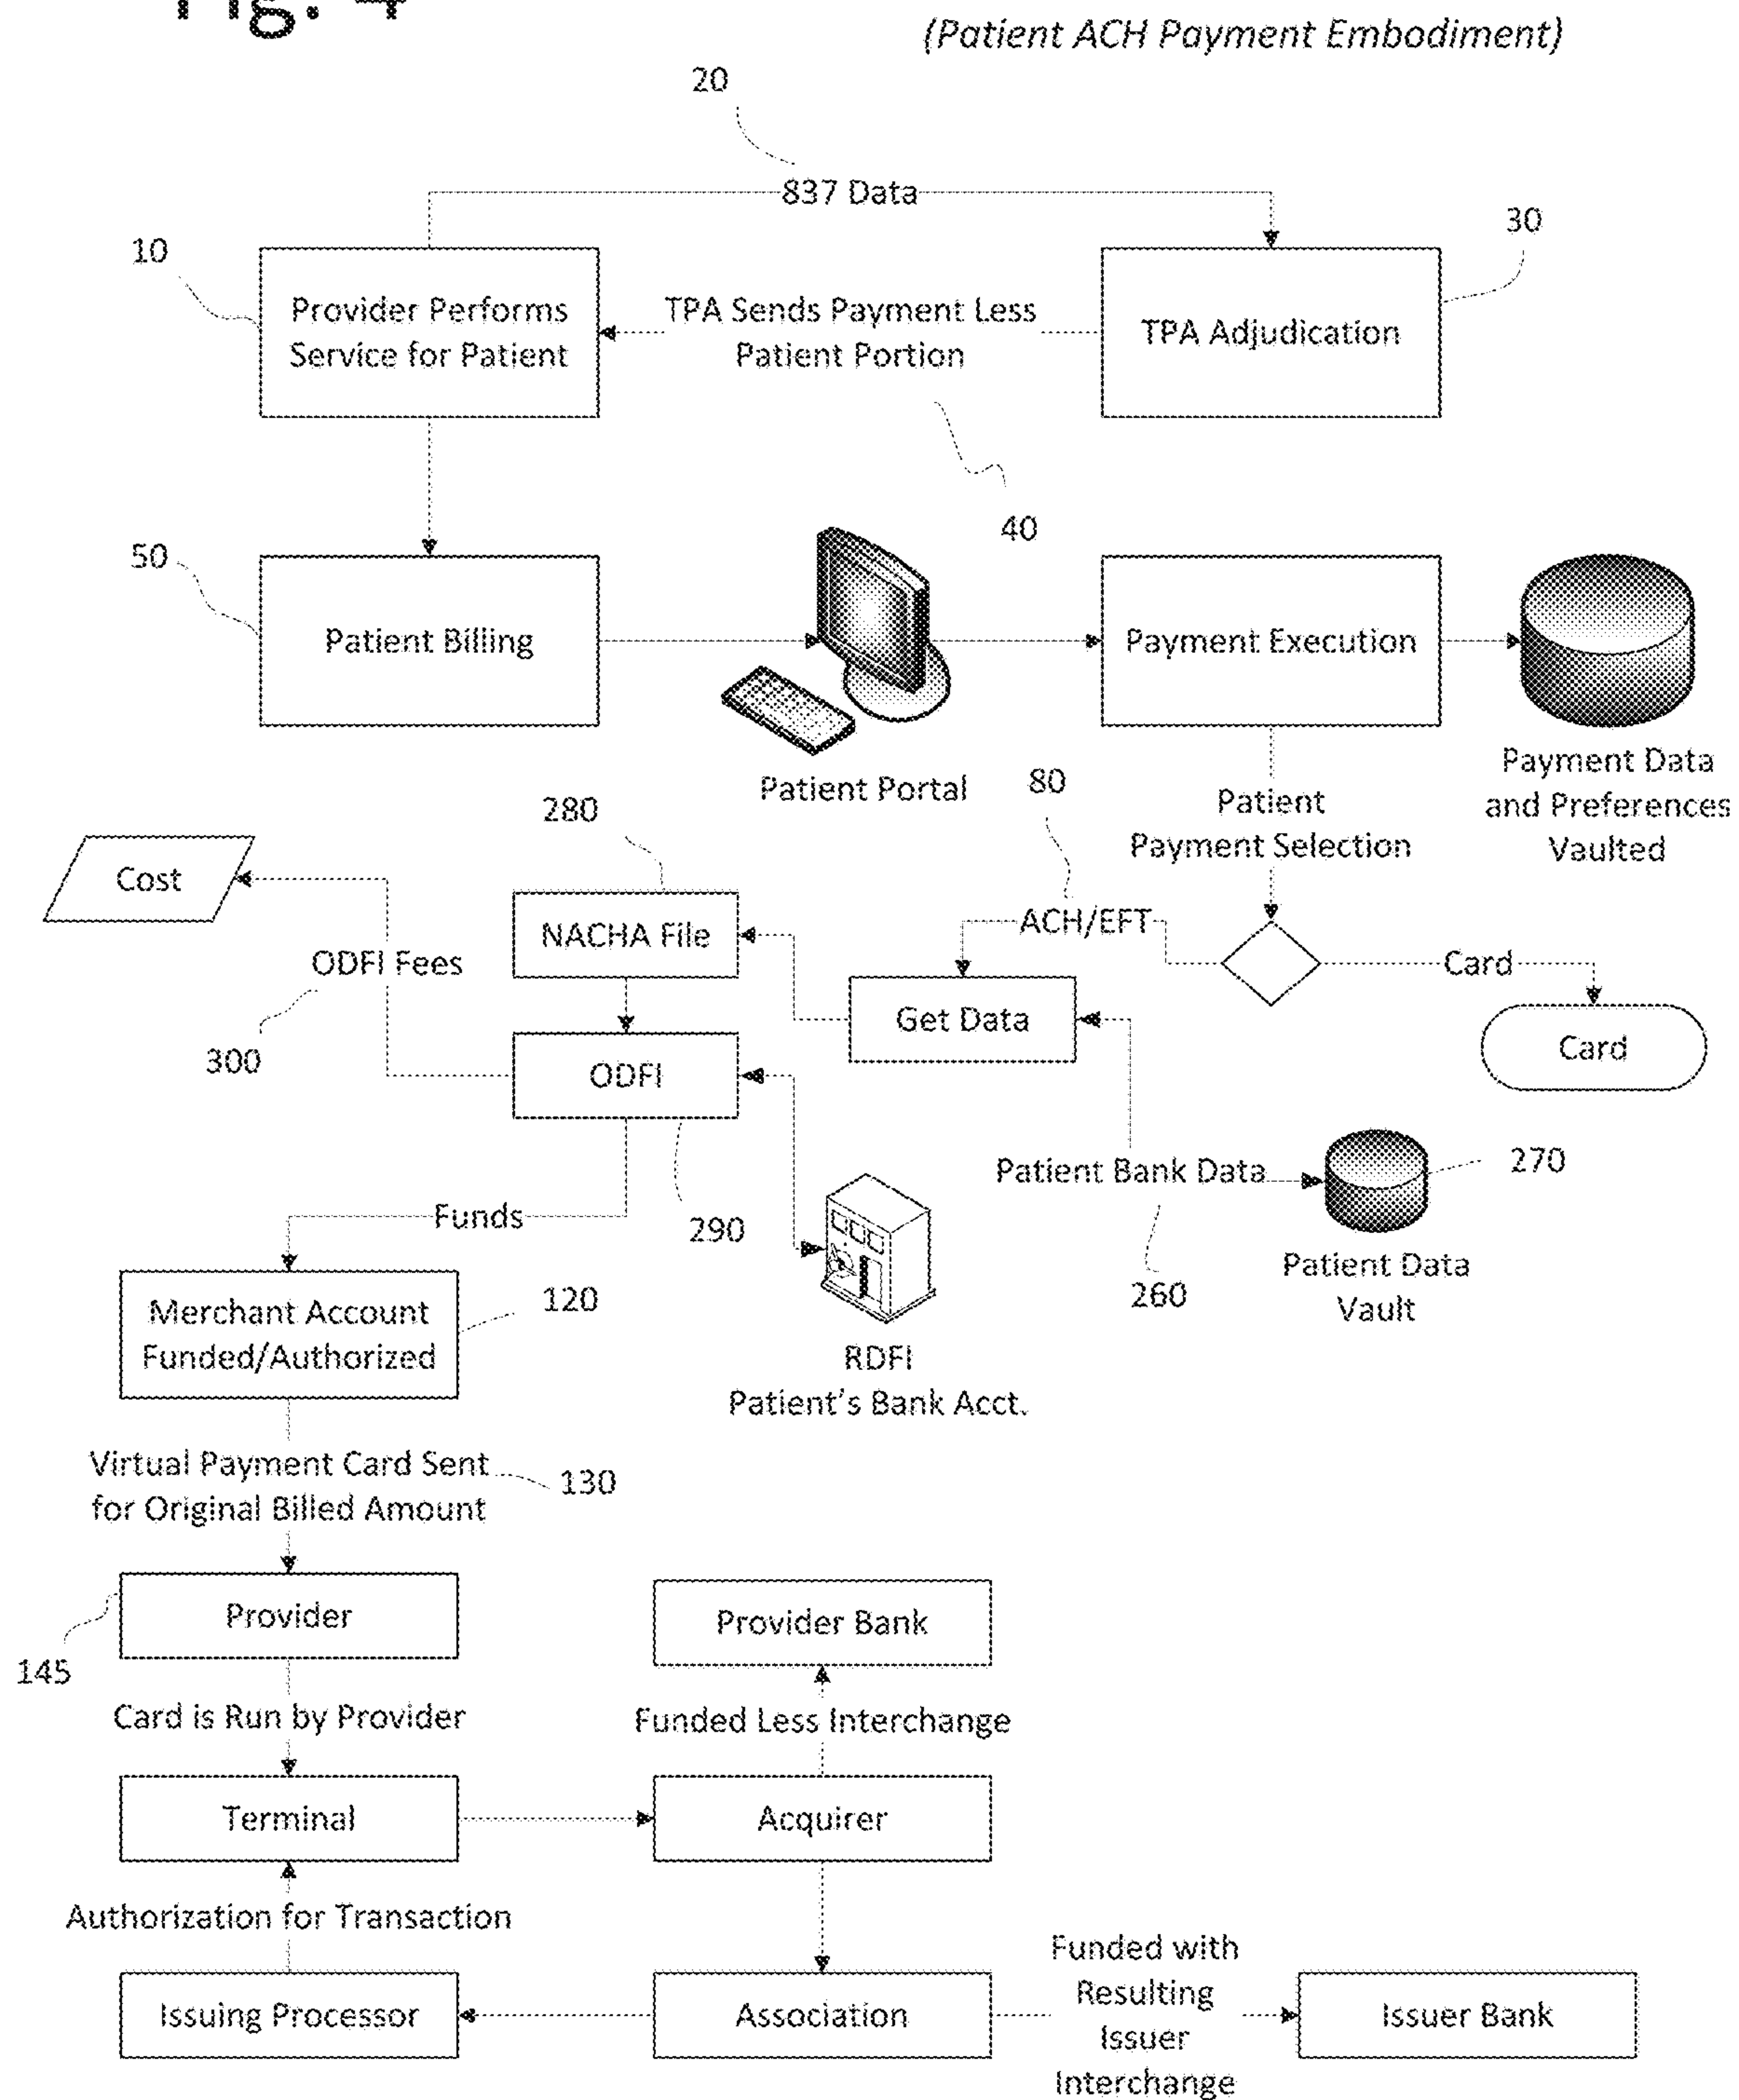 Fig. 4
(Patient ACH Payment Embodiment)
20
837 Data
10
30
Provider Performs
Service for Patient
TPA Sends Payment Less
Patient Portion
TPA Adjudication
40
50
Patient Billing
Payment Execution
Patient Portal
Payment Data
and Preferences
Vaulted
80
Patient
Payment Selection
280
Cost
NACHA File
ACH/EFT
ODFI Fees
Card
Get Data
Card
300
ODFI
Patient Bank Data
270
Funds
290
260
Patient Data
Vault
120
Merchant Account
Funded/Authorized
RDFI
Patient's Bank Acct.
Virtual Payment Card Sent
for Original Billed Amount
130
Provider
Provider Bank
145
Card is Run by Provider
Funded Less Interchange
Terminal
Acquirer
Authorization for Transaction
Funded with
Resulting
Issuer
Interchange
Issuing Processor
Association
Issuer Bank